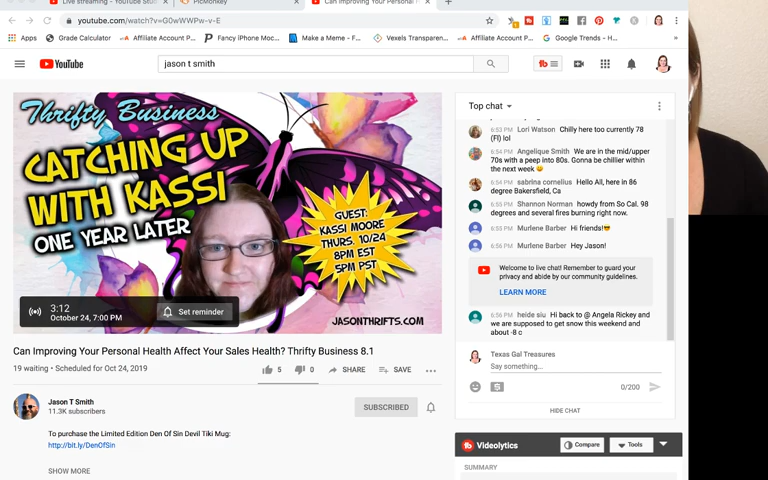 Live streaming - YouTube Stud
PicMonkey
Can Improving Your Personal H
youtube.com/watch?v=G0wWWPw-v-E
Apps
Grade Calculator
Affiliate Account P...
Fancy iPhone Moc...
Make a Meme - F...
Vexels Transparen...
Affiliate Account P...
Google Trends - H...
YouTube
jason t smith
Thrifty Business
CATCHING UP
WITH KASSI
ONE YEAR LATER
GUEST:
KASSI MOORE
THURS. 10/24
8PM EST
5PM PST
3:12
October 24, 7:00 PM
Set reminder
JASONTHRIFTS.COM
Can Improving Your Personal Health Affect Your Sales Health? Thrifty Business 8.1
19 waiting • Scheduled for Oct 24, 2019
5
0
SHARE
SAVE
Jason T Smith
11.3K subscribers
SUBSCRIBED
To purchase the Limited Edition Den Of Sin Devil Tiki Mug:
http://bit.ly/DenOfSin
SHOW MORE
Top chat
6:53 PM Lori Watson Chilly here too currently 78
(Fl) lol
6:54 PM Angelique Smith We are in the mid/upper
70s with a peep into 80s. Gonna be chillier within
the next week
6:54 PM sabrina cornelius Hello All, here in 86
degree Bakersfield, Ca
6:55 PM Shannon Norman howdy from So Cal. 98
degrees and several fires burning right now.
6:55 PM Murlene Barber Hi friends!
6:56 PM Murlene Barber Hey Jason!
Welcome to live chat! Remember to guard your
privacy and abide by our community guidelines.
LEARN MORE
6:56 PM heide siu Hi back to @ Angela Rickey and
we are supposed to get snow this weekend and
about -8 c
Texas Gal Treasures
Say something...
0/200
HIDE CHAT
Videolytics
Compare
Tools
SUMMARY